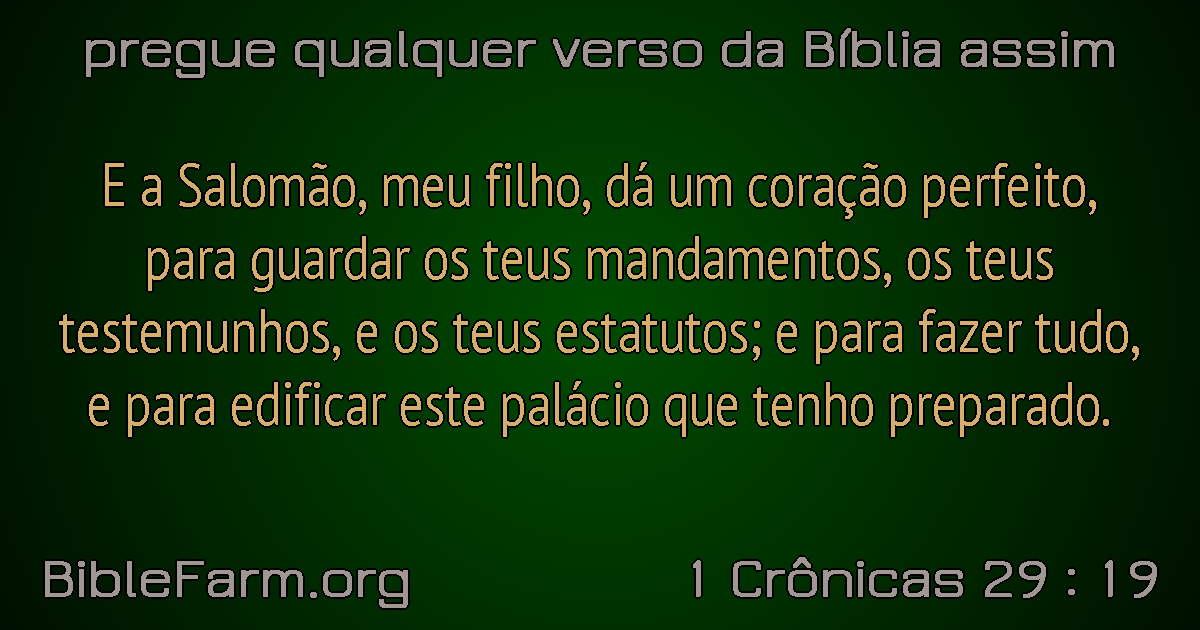 pregue qualquer verso da Bíblia assim
E a Salomão, meu filho, dá um coração perfeito,
para guardar os teus mandamentos, os teus
testemunhos, e os teus estatutos; e para fazer tudo,
e para edificar este palácio que tenho preparado.
BibleFarm.org
1 Crônicas 29 : 19